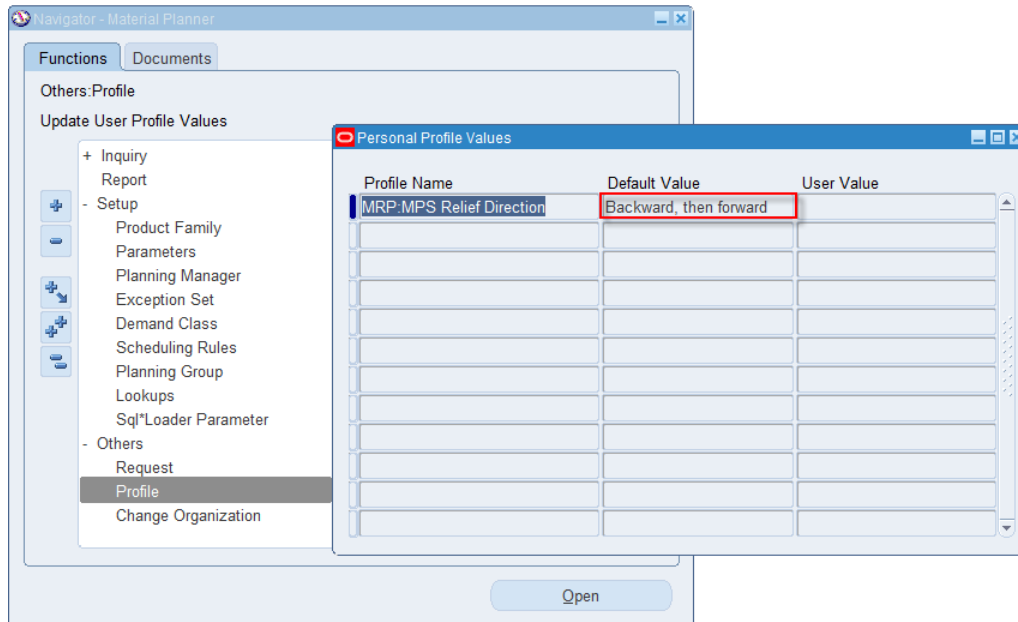 Navigator - Material Planner
Functions Documents
Others:Profile
Update User Profile Values
+ Inquiry
Report
- Setup
Product Family
Parameters
Planning Manager
Exception Set
Demand Class
Scheduling Rules
Planning Group
Lookups
Sql*Loader Parameter
- Others
Request
Profile
Change Organization
Open
Personal Profile Values
Profile Name Default Value User Value
MRP:MPS Relief Direction Backward, then forward